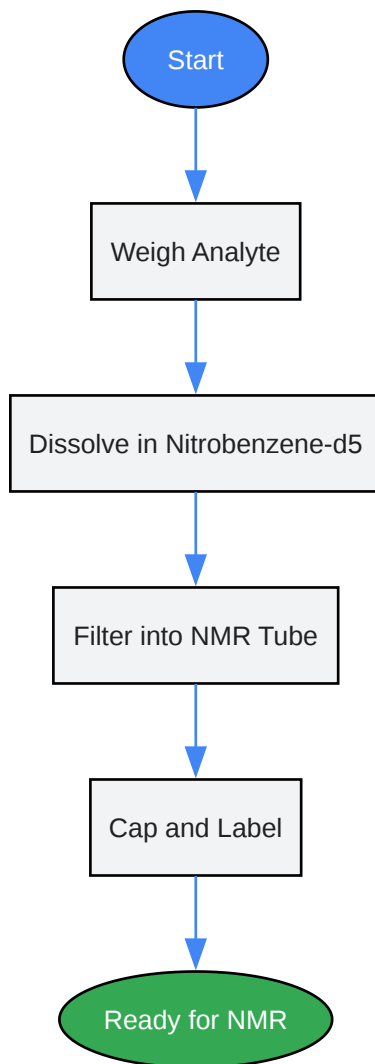 Start
Weigh Analyte
Dissolve in Nitrobenzene-d5
Filter into NMR Tube
Cap and Label
Ready for NMR